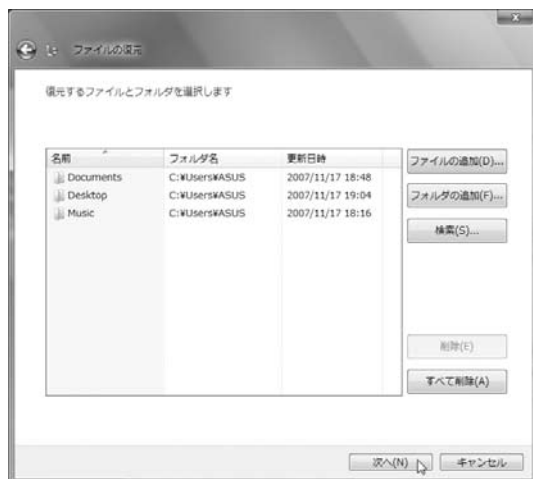 ファイルの復元
復元するファイルとフォルダを選択します
名前 フォルダ名 更新日時
Documents C:¥Users¥ASUS 2007/11/17 18:48
Desktop C:¥Users¥ASUS 2007/11/17 19:04
Music C:¥Users¥ASUS 2007/11/17 18:16
ファイルの追加(D)...
フォルダの追加(F)...
検索(S)...
削除(E)
すべて削除(A)
次へ(N) キャンセル